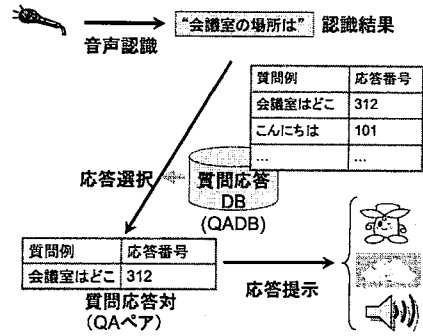 “会議室の場所は” 認識結果
音声認識
質問例 応答番号
会議室はどこ 312
こんにちは 101
... ...
応答選択
質問応答
DB
(QADB)
質問例 応答番号
会議室はどこ 312
質問応答対
(QAペア)
応答提示